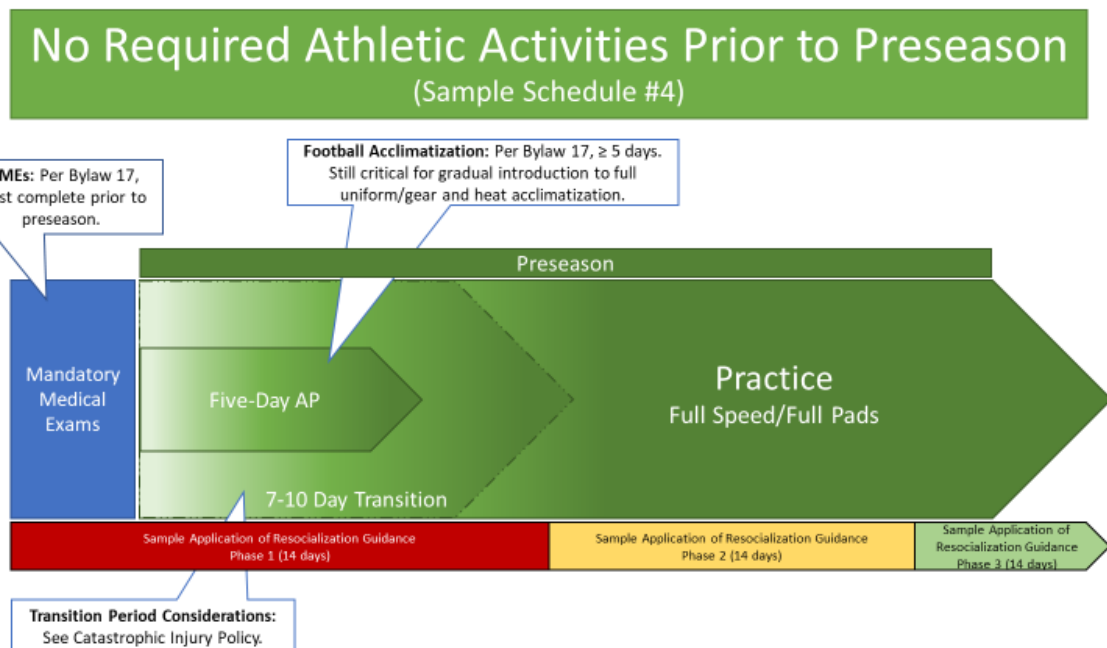 No Required Athletic Activities Prior to Preseason
(Sample Schedule #4)
MEs: Per Bylaw 17,
st complete prior to
preseason.
Football Acclimatization: Per Bylaw 17, ≥ 5 days.
Still critical for gradual introduction to full
uniform/gear and heat acclimatization.
Preseason
Mandatory
Medical
Exams
Five-Day AP
7-10 Day Transition
Practice
Full Speed/Full Pads
Sample Application of Resocialization Guidance
Phase 1 (14 days)
Sample Application of Resocialization Guidance
Phase 2 (14 days)
Sample Application of
Resocialization Guidance
Phase 3 (14 days)
Transition Period Considerations:
See Catastrophic Injury Policy.